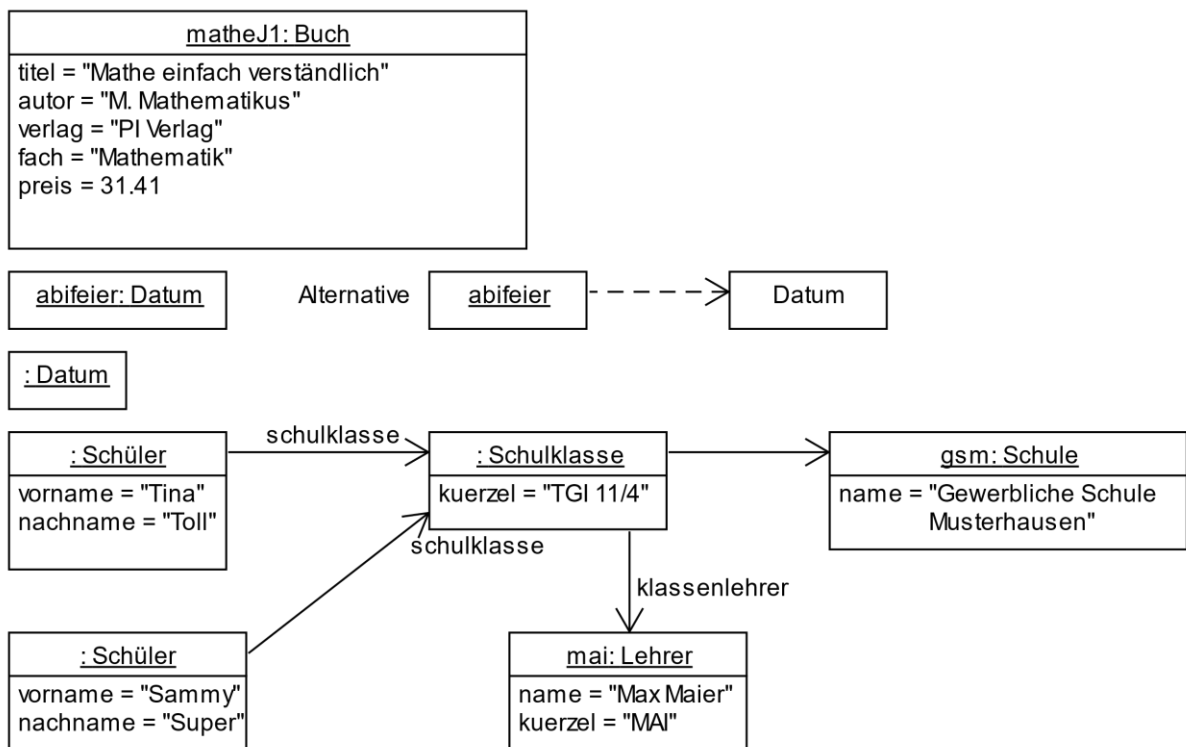 matheJ1: Buch
titel = "Mathe einfach verständlich"
autor = "M. Mathematikus"
verlag = "PI Verlag"
fach = "Mathematik"
preis = 31.41
abifeier: Datum
Alternative
abifeier
Datum
: Datum
: Schüler
vorname = "Tina"
nachname = "Toll"
schulklasse
: Schulklasse
kuerzel = "TGI 11/4"
gsm: Schule
name = "Gewerbliche Schule
Musterhausen"
schulklasse
klassenlehrer
: Schüler
vorname = "Sammy"
nachname = "Super"
mai: Lehrer
name = "Max Maier"
kuerzel = "MAI"